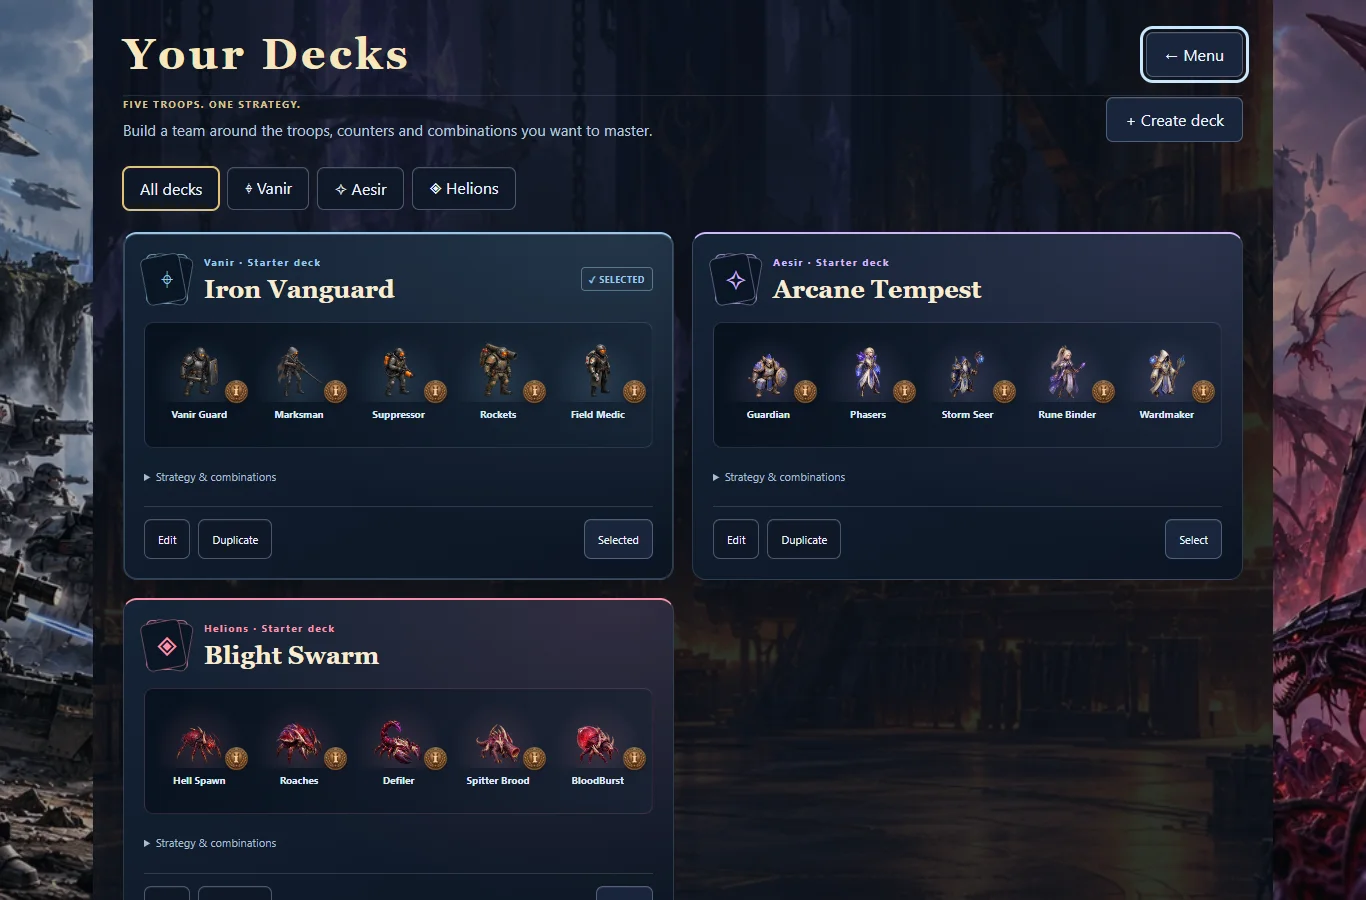 Your Decks
← Menu
FIVE TROOPS. ONE STRATEGY.
Build a team around the troops, counters and combinations you want to master.
+ Create deck
All decks
Vanir
Aesir
Helions
Vanir · Starter deck
Iron Vanguard
✓ SELECTED
Vanir Guard
Marksman
Suppressor
Rockets
Field Medic
▶ Strategy & combinations
Edit
Duplicate
Selected
Aesir · Starter deck
Arcane Tempest
Guardian
Phasers
Storm Seer
Rune Binder
Wardmaker
▶ Strategy & combinations
Edit
Duplicate
Select
Helions · Starter deck
Blight Swarm
Hell Spawn
Roaches
Defiler
Spitter Brood
BloodBurst
▶ Strategy & combinations